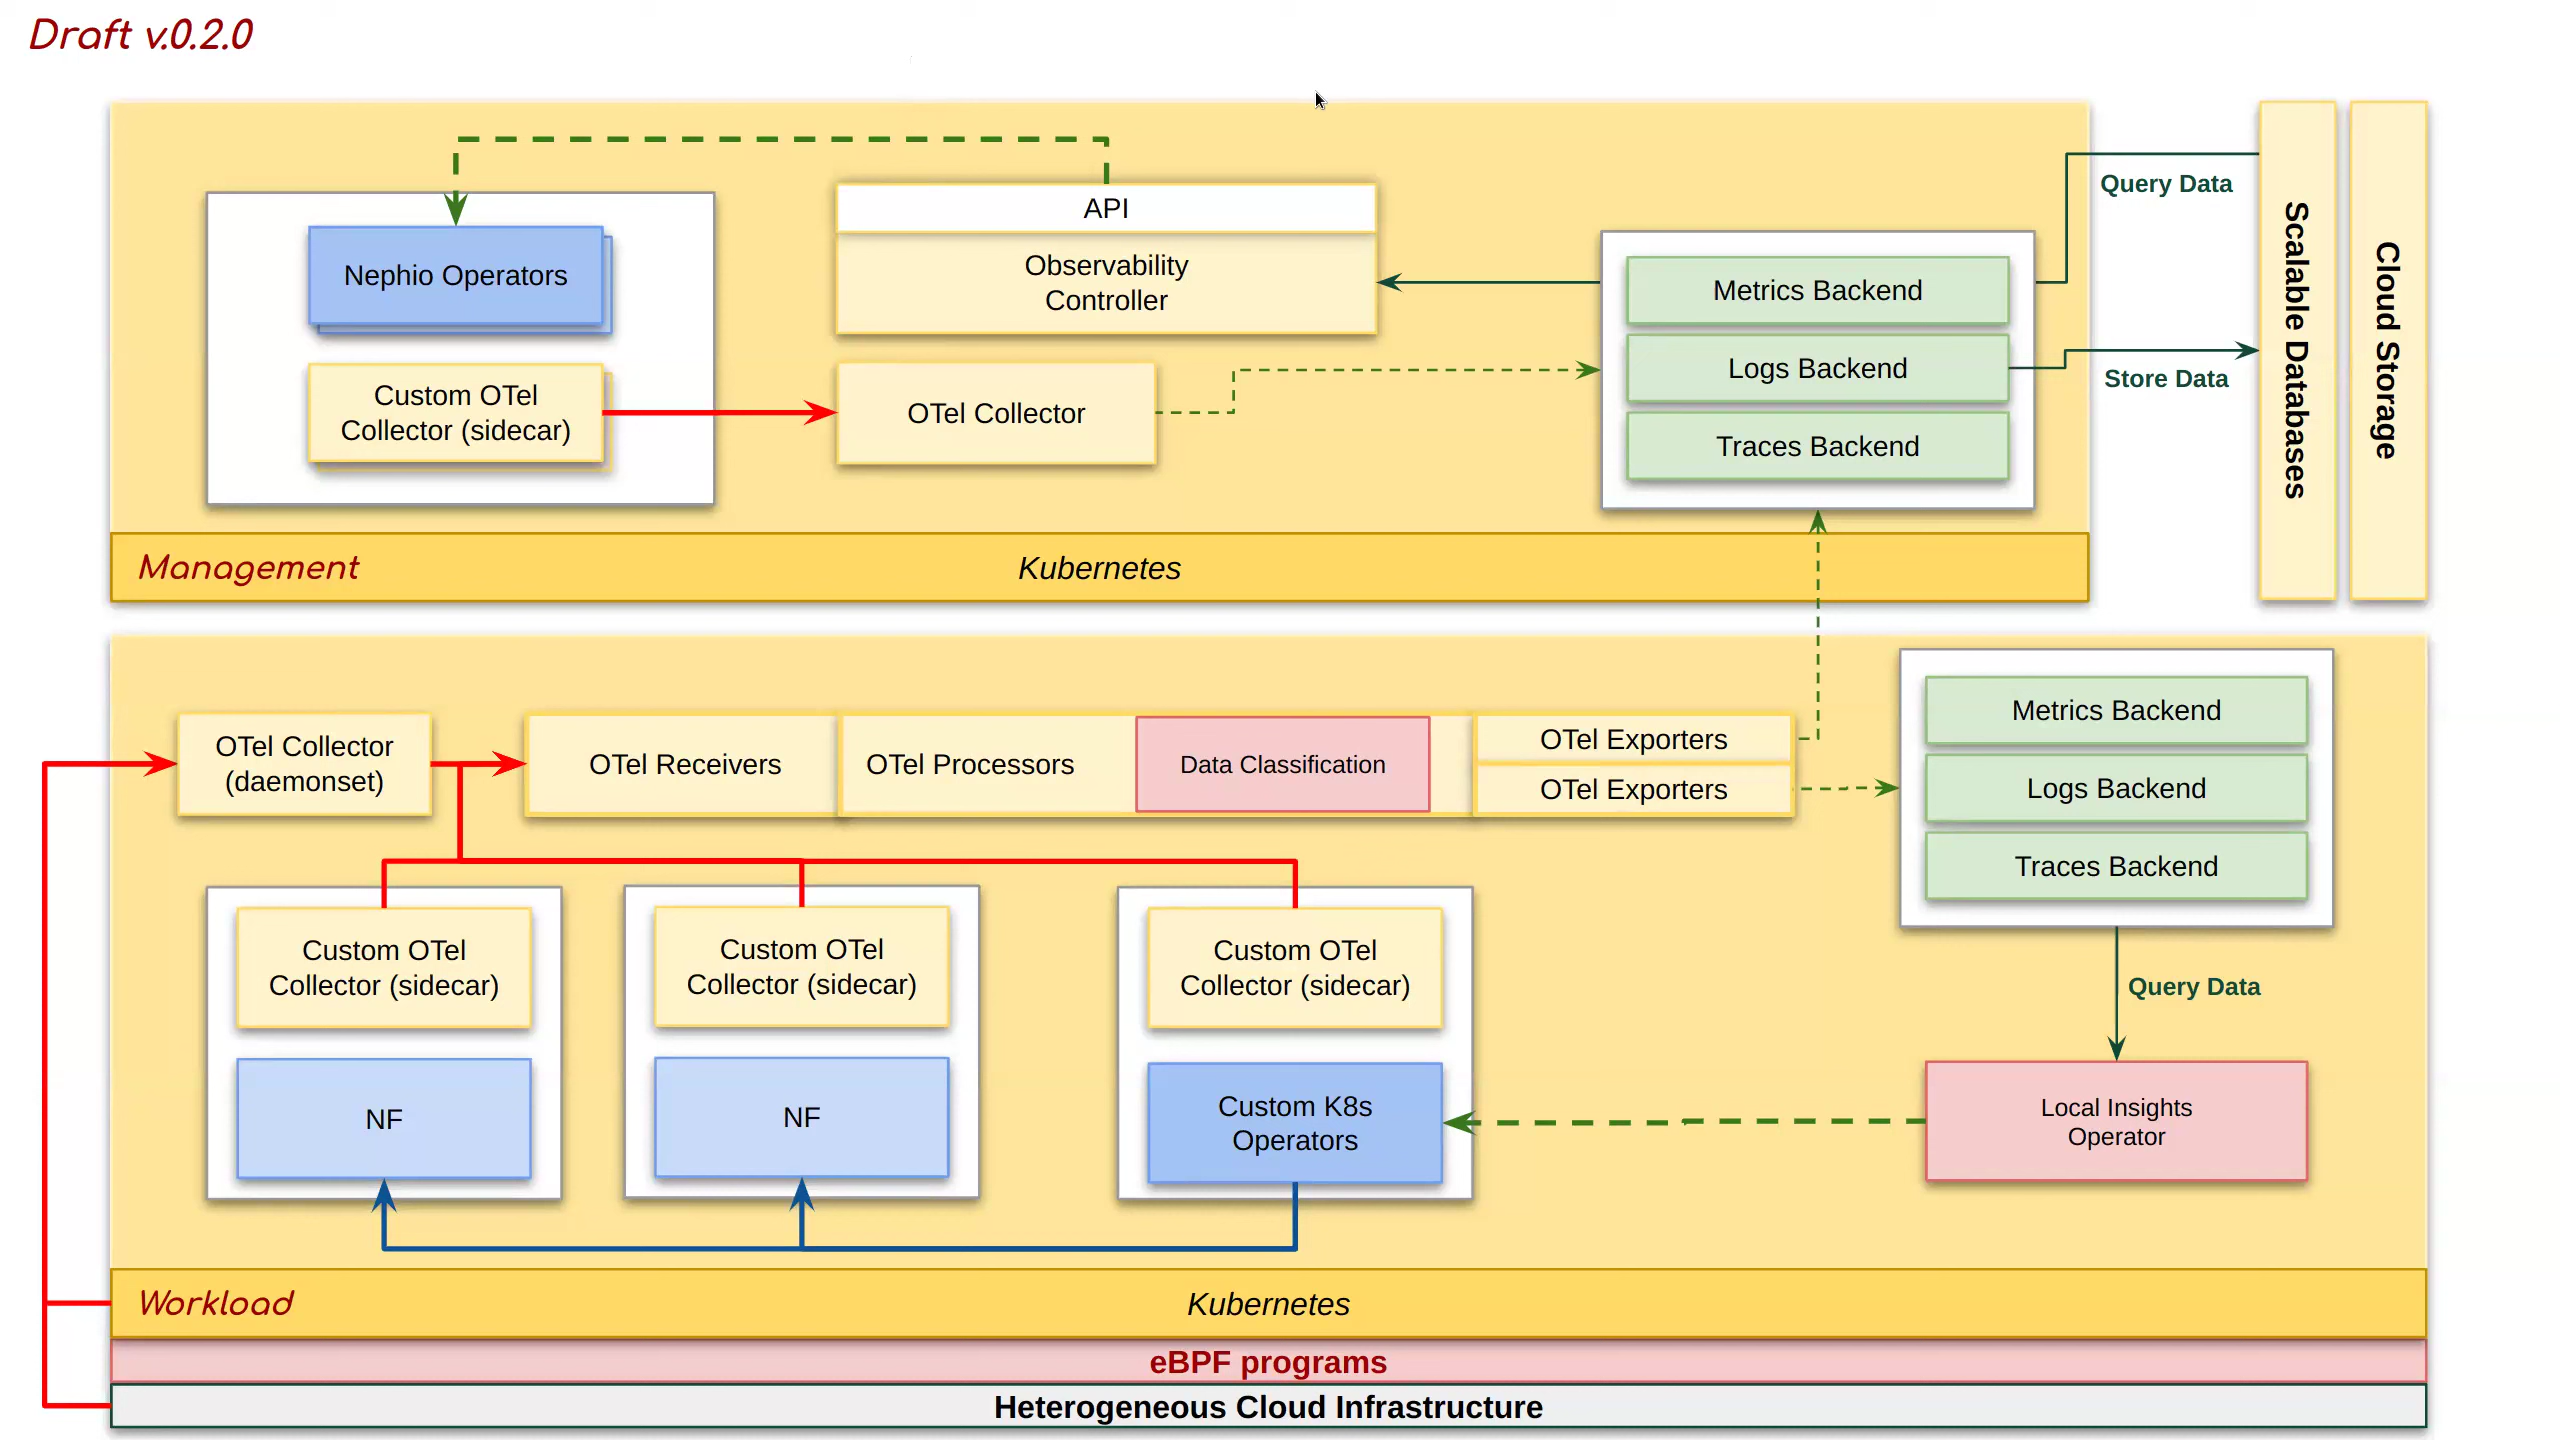 Draft v.0.2.0
API
Nephio Operators
Observability
Controller
Custom OTel
Collector (sidecar)
OTel Collector
Metrics Backend
Logs Backend
Traces Backend
Query Data
Store Data
Scalable Databases
Cloud Storage
Management
Kubernetes
OTel Collector
(daemonset)
OTel Receivers
OTel Processors
Data Classification
OTel Exporters
OTel Exporters
Metrics Backend
Logs Backend
Traces Backend
Custom OTel
Collector (sidecar)
NF
Custom OTel
Collector (sidecar)
NF
Custom OTel
Collector (sidecar)
Custom K8s
Operators
Query Data
Local Insights
Operator
Workload
Kubernetes
eBPF programs
Heterogeneous Cloud Infrastructure